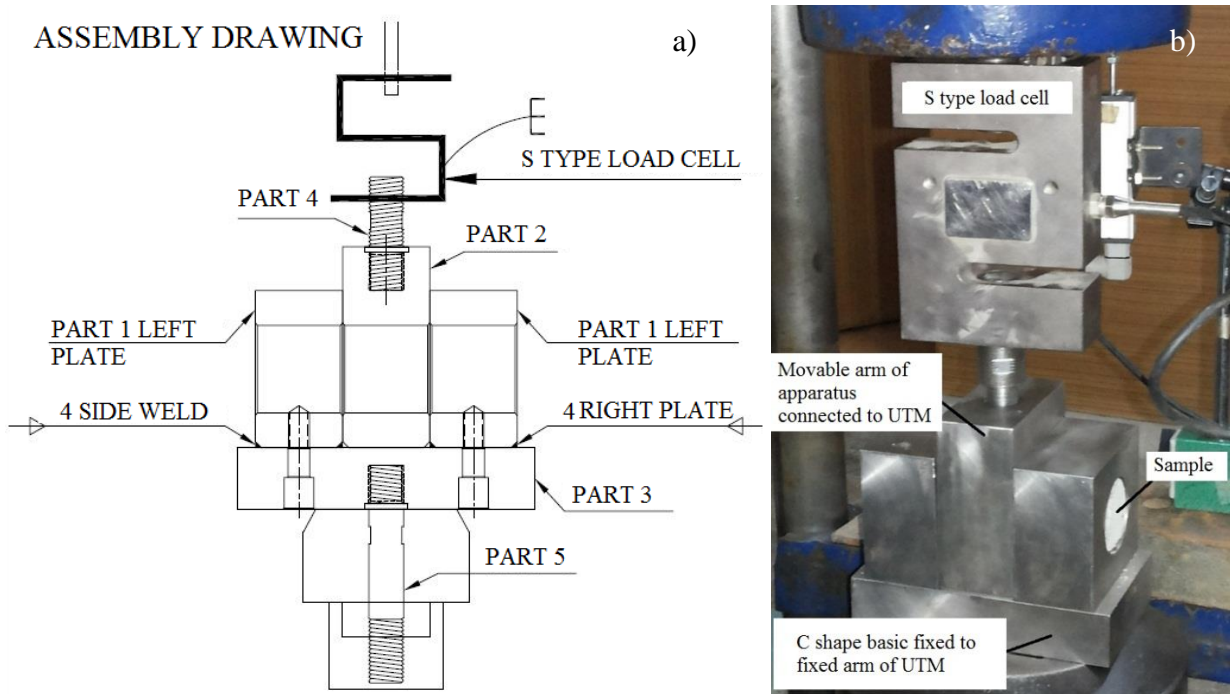 ASSEMBLY DRAWING
a)
S TYPE LOAD CELL
PART 4
PART 2
PART 1 LEFT
PLATE
PART 1 LEFT
PLATE
4 SIDE WELD
4 RIGHT PLATE
PART 3
PART 5
b)
S type load cell
Movable arm of
apparatus
connected to UTM
Sample
C shape basic fixed to
fixed arm of UTM